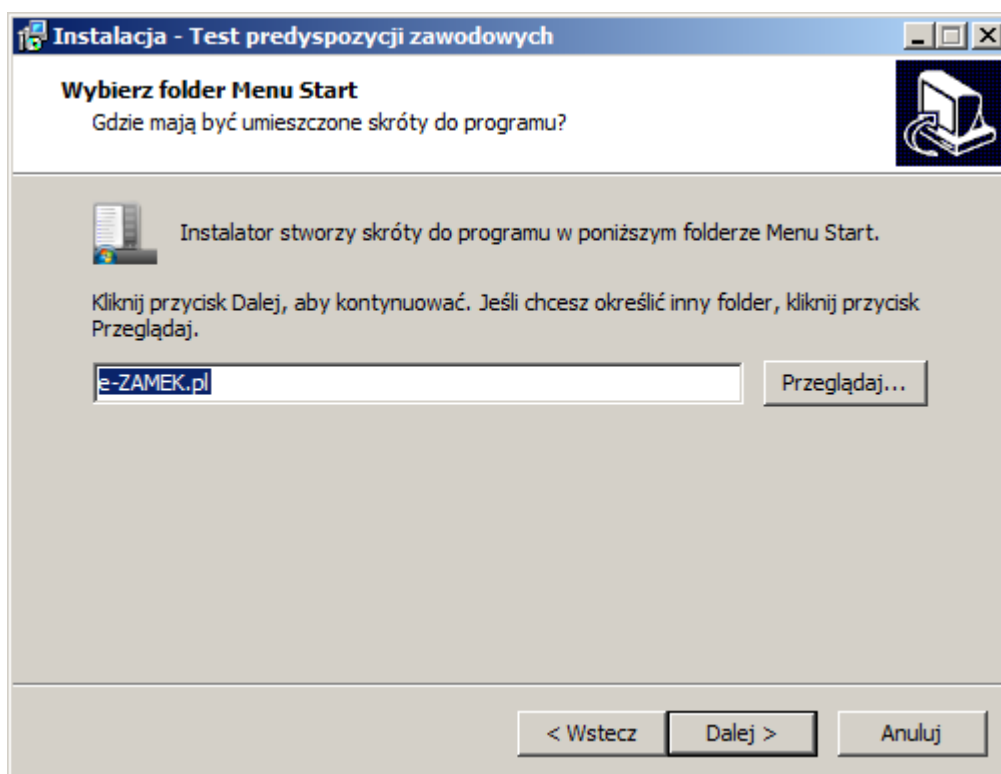 Instalacja - Test predyspozycji zawodowych
Wybierz folder Menu Start
Gdzie mają być umieszczone skróty do programu?
Instalator stworzy skróty do programu w poniższym folderze Menu Start.
Kliknij przycisk Dalej, aby kontynuować. Jeśli chcesz określić inny folder, kliknij przycisk
Przeglądaj.
e-ZAMEK.pl
Przeglądaj...
< Wstecz
Dalej >
Anuluj